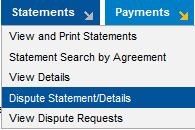 Statements Payments
View and Print Statements
Statement Search by Agreement
View Details
Dispute Statement/Details
View Dispute Requests